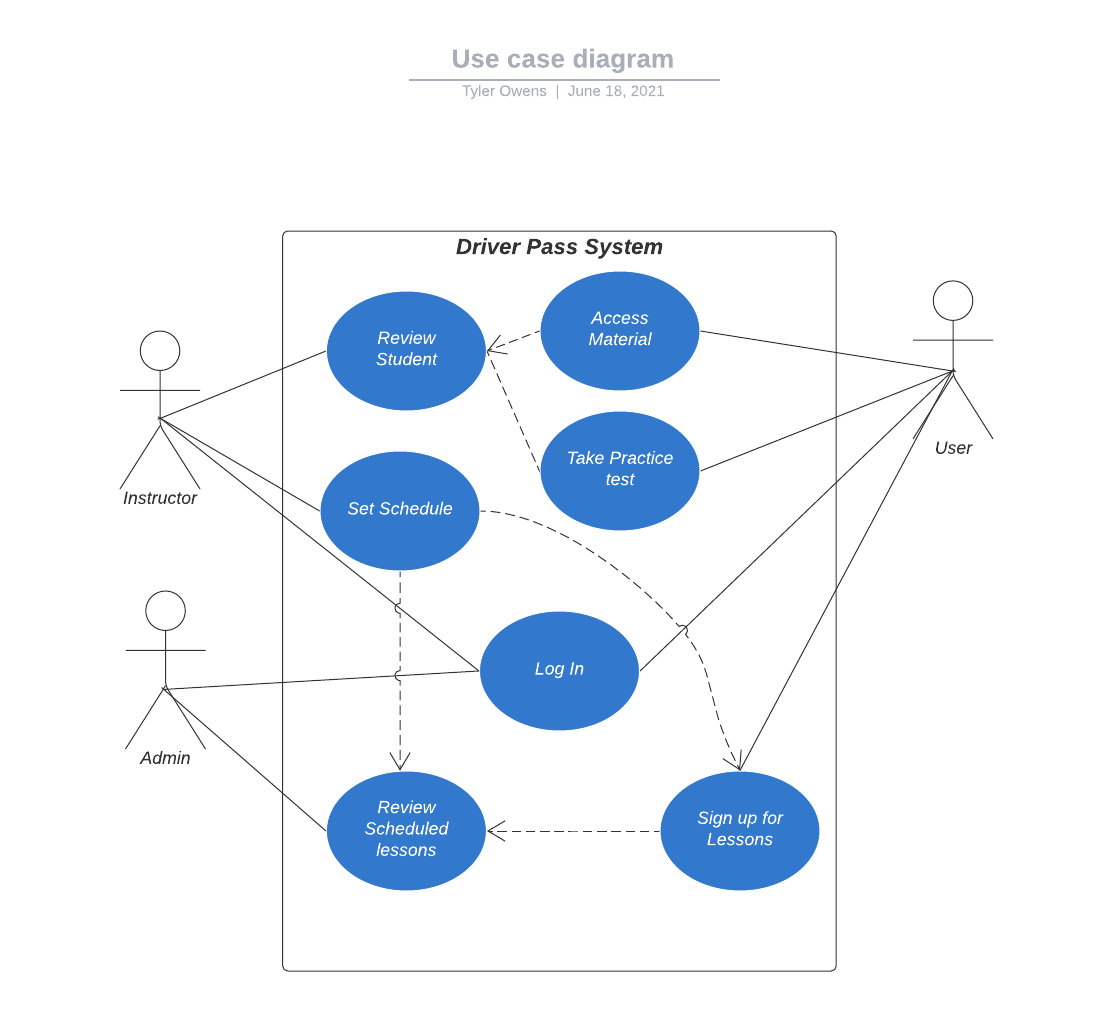 Use case diagram
Tyler Owens | June 18, 2021
Driver Pass System
Access
Material
Review
Student
Take Practice
test
User
Instructor
Set Schedule
Log In
Admin
Review
Scheduled
lessons
Sign up for
Lessons